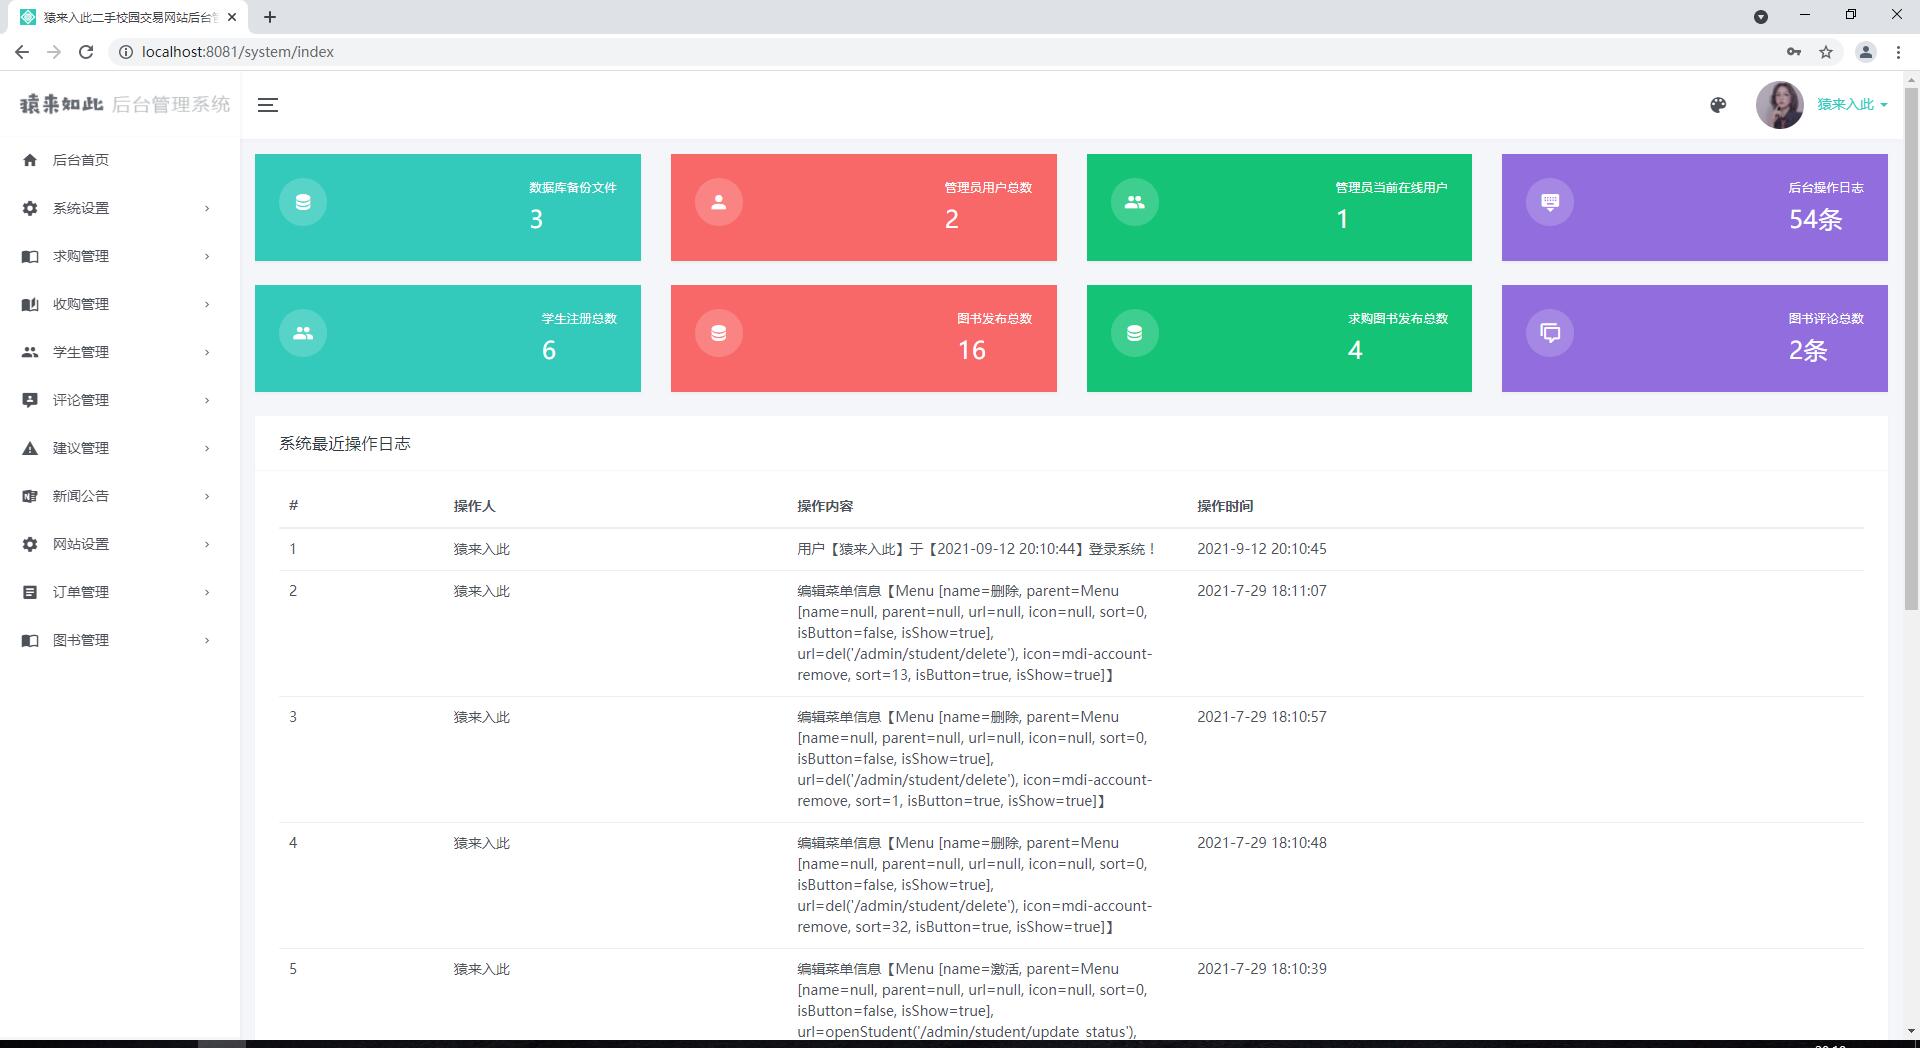 猿来入此二手校园交易网站后台
localhost:8081/system/index
猿来如此 后台管理系统
猿来入此
后台首页
系统设置
求购管理
收购管理
学生管理
评论管理
建议管理
新闻公告
网站设置
订单管理
图书管理
数据库备份文件
3
管理员用户总数
2
管理员当前在线用户
1
后台操作日志
54条
学生注册总数
6
图书发布总数
16
求购图书发布总数
4
图书评论总数
2条
系统最近操作日志
# 操作人 操作内容 操作时间
1 猿来入此 用户【猿来入此】于【2021-09-12 20:10:44】登录系统！ 2021-9-12 20:10:45
2 猿来入此 编辑菜单信息【Menu [name=删除, parent=Menu 2021-7-29 18:11:07
[name=null, parent=null, url=null, icon=null, sort=0,
isButton=false, isShow=true],
url=del('/admin/student/delete'), icon=mdi-account-
remove, sort=13, isButton=true, isShow=true]】
3 猿来入此 编辑菜单信息【Menu [name=删除, parent=Menu 2021-7-29 18:10:57
[name=null, parent=null, url=null, icon=null, sort=0,
isButton=false, isShow=true],
url=del('/admin/student/delete'), icon=mdi-account-
remove, sort=1, isButton=true, isShow=true]】
4 猿来入此 编辑菜单信息【Menu [name=删除, parent=Menu 2021-7-29 18:10:48
[name=null, parent=null, url=null, icon=null, sort=0,
isButton=false, isShow=true],
url=del('/admin/student/delete'), icon=mdi-account-
remove, sort=32, isButton=true, isShow=true]】
5 猿来入此 编辑菜单信息【Menu [name=激活, parent=Menu 2021-7-29 18:10:39
[name=null, parent=null, url=null, icon=null, sort=0,
isButton=false, isShow=true],
url=openStudent('/admin/student/update_status'),